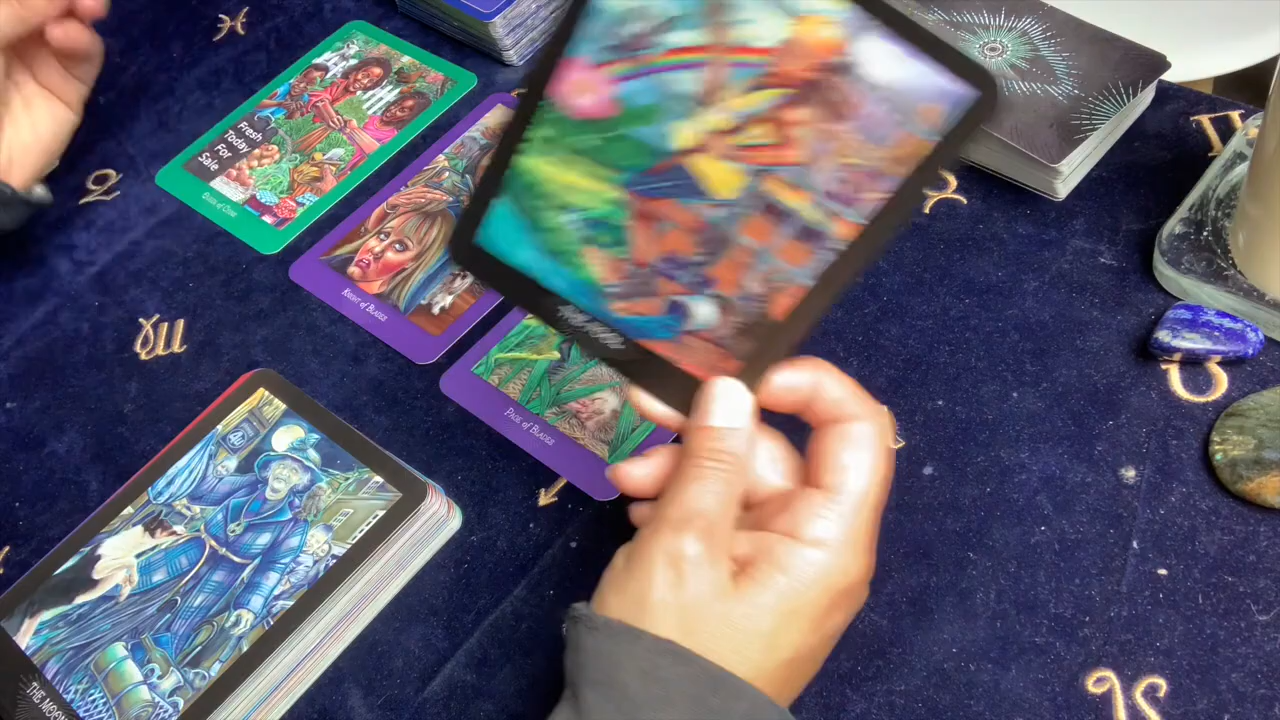 Fresh
Today
For
Sale
KNIGHT of BLADES
PAGE of BLADES
THE MOON